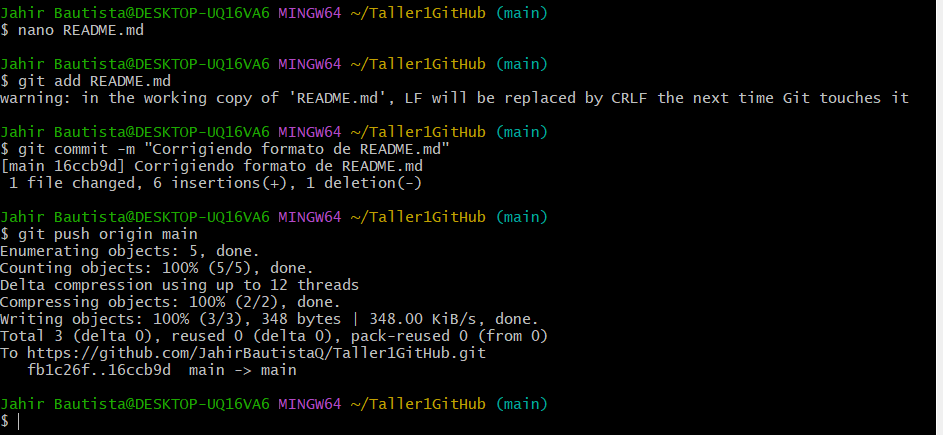 Jahir Bautista@DESKTOP-UQ16VA6 MINGW64 ~/Taller1GitHub (main)
$ nano README.md
Jahir Bautista@DESKTOP-UQ16VA6 MINGW64 ~/Taller1GitHub (main)
$ git add README.md
warning: in the working copy of 'README.md', LF will be replaced by CRLF the next time Git touches it
Jahir Bautista@DESKTOP-UQ16VA6 MINGW64 ~/Taller1GitHub (main)
$ git commit -m "Corrigiendo formato de README.md"
[main 16ccb9d] Corrigiendo formato de README.md
 1 file changed, 6 insertions(+), 1 deletion(-)
Jahir Bautista@DESKTOP-UQ16VA6 MINGW64 ~/Taller1GitHub (main)
$ git push origin main
Enumerating objects: 5, done.
Counting objects: 100% (5/5), done.
Delta compression using up to 12 threads
Compressing objects: 100% (2/2), done.
Writing objects: 100% (3/3), 348 bytes | 348.00 KiB/s, done.
Total 3 (delta 0), reused 0 (delta 0), pack-reused 0 (from 0)
To https://github.com/JahirBautistaQ/Taller1GitHub.git
   fb1c26f..16ccb9d  main -> main
Jahir Bautista@DESKTOP-UQ16VA6 MINGW64 ~/Taller1GitHub (main)
$